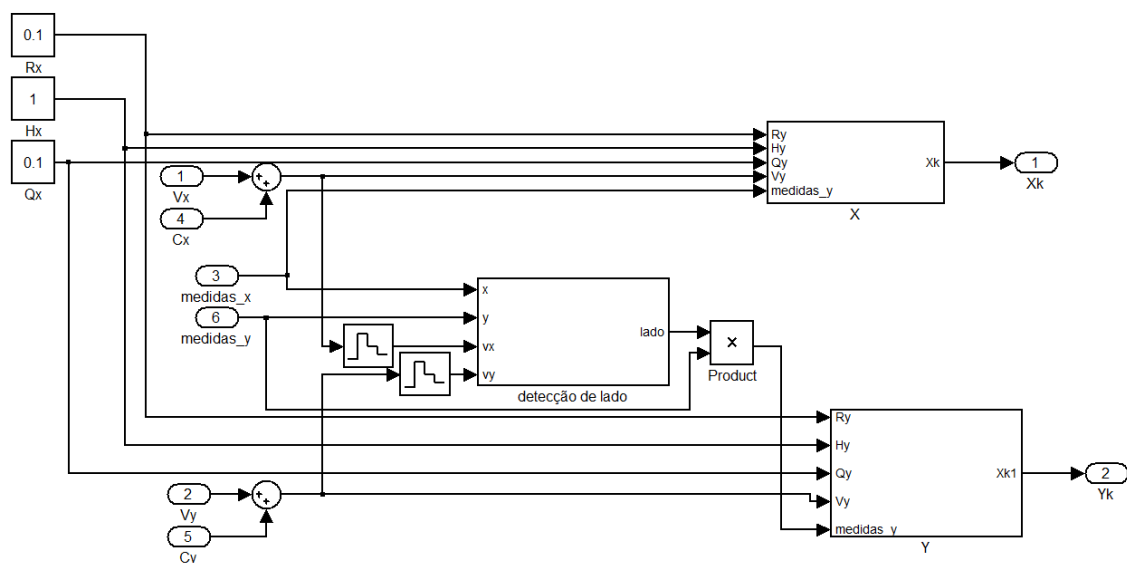 0.1
Rx
1
Hx
0.1
Qx
1
Vx
4
Cx
Ry
Hy
Qy
Vy
medidas_y
Xk
X
1
Xk
3
medidas_x
6
medidas_y
x
y
vx
vy
lado
detecção de lado
×
Product
2
Vy
5
Cv
Ry
Hy
Qy
Vy
medidas_y
Xk1
Y
2
Yk